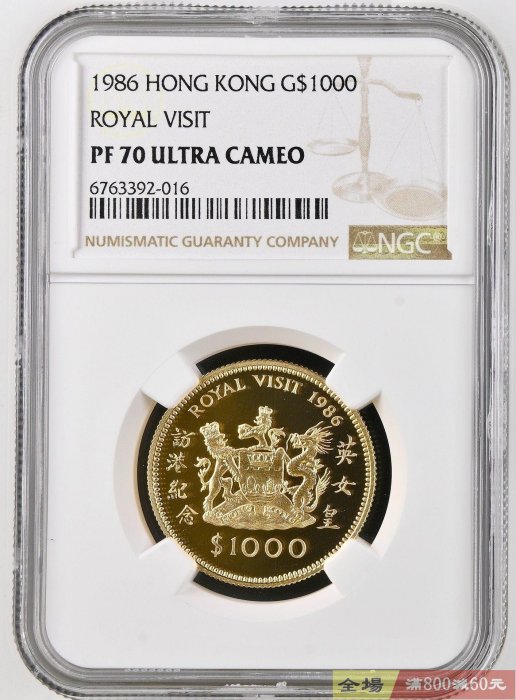 1986 HONG KONG G$1000
ROYAL VISIT
PF 70 ULTRA CAMEO
6763392-016
NUMISMATIC GUARANTY COMPANY
NGC
ROYAL VISIT 1986
英女皇
訪港紀念
$1000
全場 滿800減60元